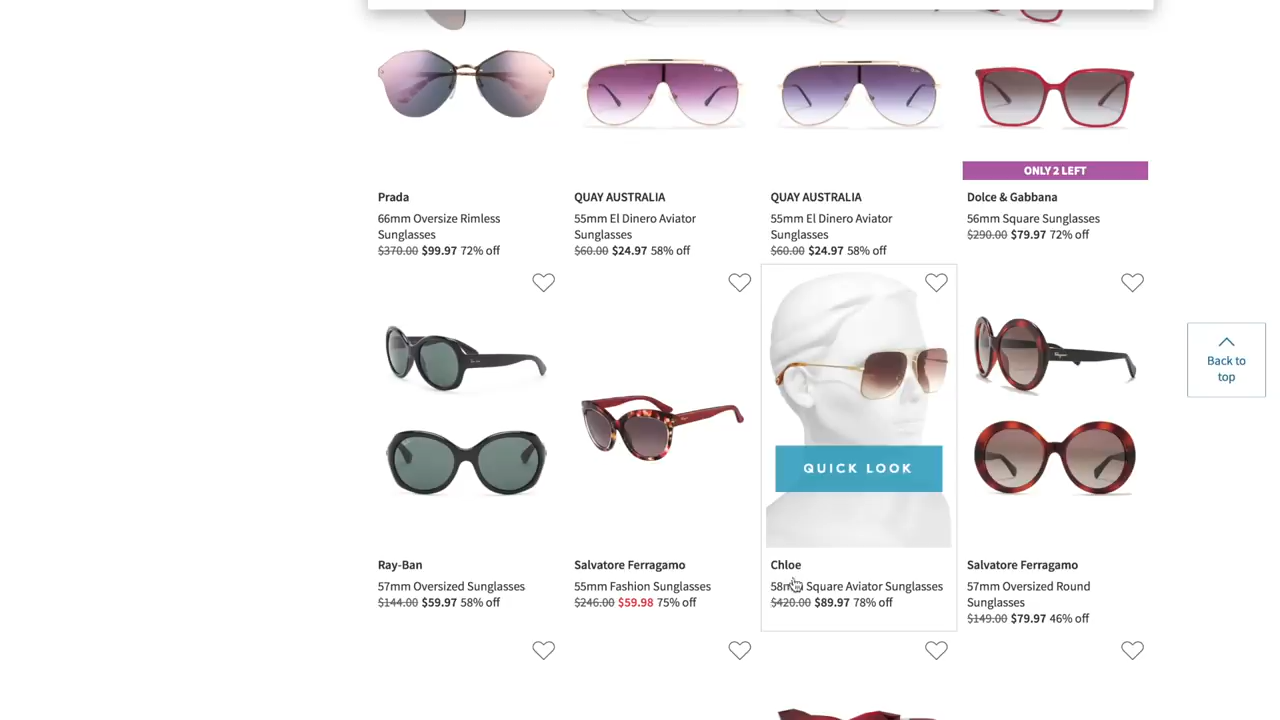 ONLY 2 LEFT
Prada
66mm Oversize Rimless
Sunglasses
$370.00 $99.97 72% off
QUAY AUSTRALIA
55mm El Dinero Aviator
Sunglasses
$60.00 $24.97 58% off
QUAY AUSTRALIA
55mm El Dinero Aviator
Sunglasses
$60.00 $24.97 58% off
Dolce & Gabbana
56mm Square Sunglasses
$290.00 $79.97 72% off
Back to
top
QUICK LOOK
Ray-Ban
57mm Oversized Sunglasses
$144.00 $59.97 58% off
Salvatore Ferragamo
55mm Fashion Sunglasses
$246.00 $59.98 75% off
Chloe
58mm Square Aviator Sunglasses
$420.00 $89.97 78% off
Salvatore Ferragamo
57mm Oversized Round
Sunglasses
$149.00 $79.97 46% off